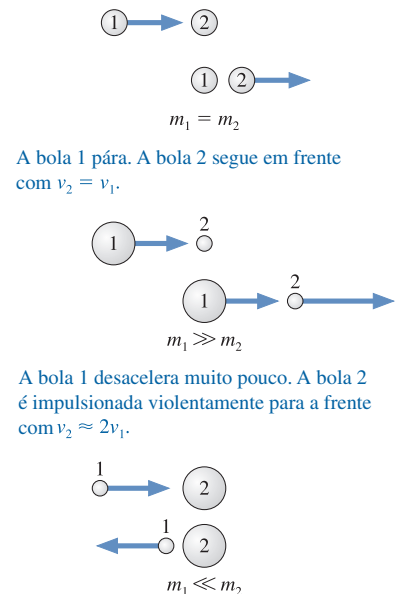 1 2
1 2
m₁ = m₂
A bola 1 pára. A bola 2 segue em frente
com v₂ = v₁.
2
1
2
1
m₁ ≫ m₂
A bola 1 desacelera muito pouco. A bola 2
é impulsionada violentamente para a frente
com v₂ ≈ 2v₁.
1
2
1
2
m₁ ≪ m₂